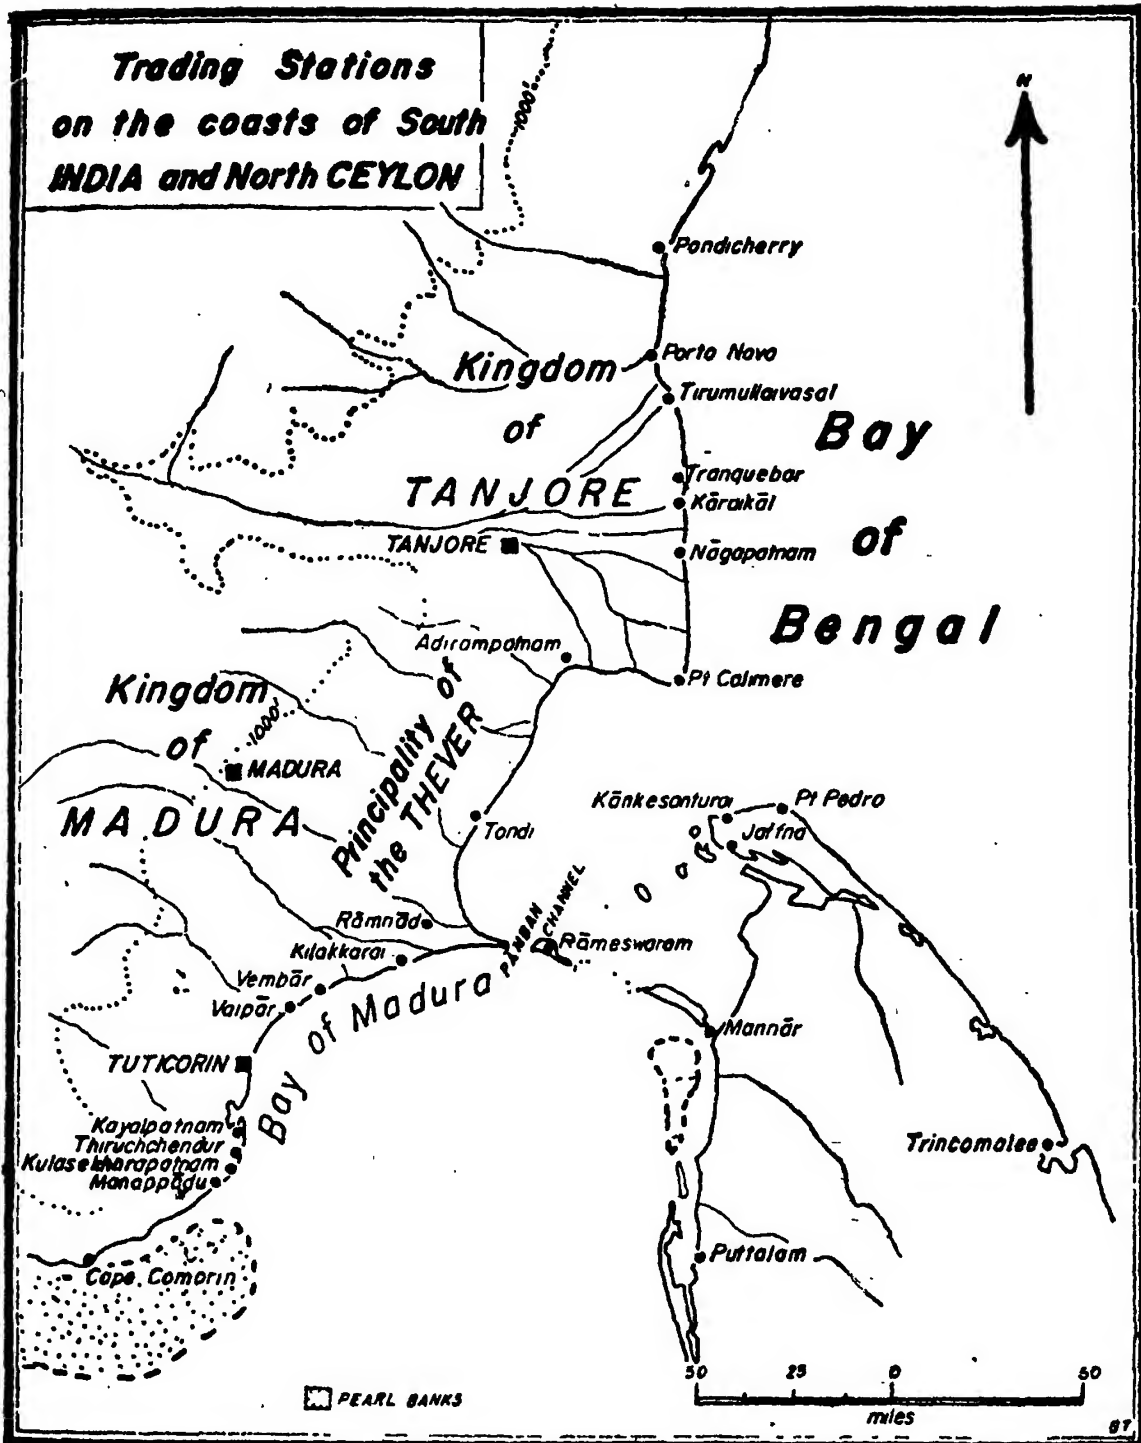 Trading Stations
on the coasts of South
INDIA and North CEYLON
1000'
N
Pondicherry
Kingdom
Porto Novo
Tirumullaivasal
of
Bay
TANJORE
Tranquebar
Kāraikāl
TANJORE
Nāgapatnam
of
Bengal
Adirampatnam
Pt Calimere
Kingdom
of
1000'
MADURA
MADURA
Principality of
the THEVER
Kānkesanturai
Pt Pedro
Jaffna
Tondi
PĀMBAN
CHANNEL
Rāmnād
Rāmeswaram
Kilakkarai
Vembār
Vaipār
Bay of Madura
Mannār
TUTICORIN
Kayalpatnam
Thiruchchendur
Kulasekharapatnam
Manappādu
Trincomalee
Cape Comorin
Puttalam
PEARL BANKS
50 25 0 50
miles
BT